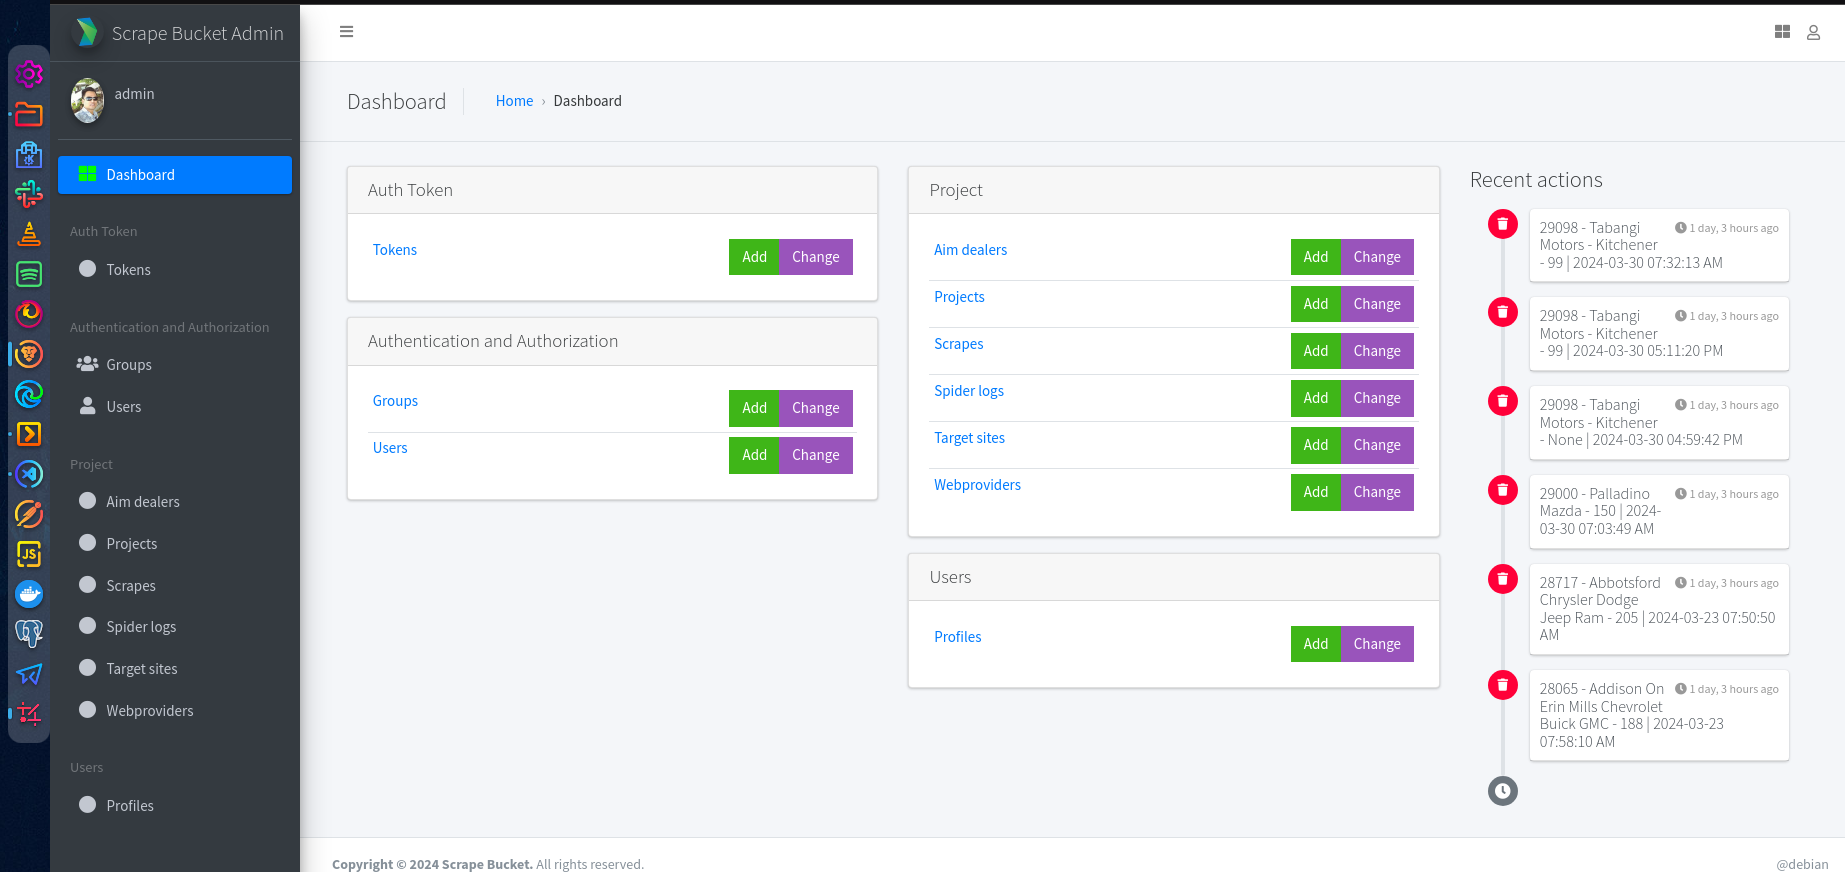 Scrape Bucket Admin
admin
Dashboard
Auth Token
Tokens
Authentication and Authorization
Groups
Users
Project
Aim dealers
Projects
Scrapes
Spider logs
Target sites
Webproviders
Users
Profiles
Dashboard
Home › Dashboard
Auth Token
Tokens Add Change
Authentication and Authorization
Groups Add Change
Users Add Change
Project
Aim dealers Add Change
Projects Add Change
Scrapes Add Change
Spider logs Add Change
Target sites Add Change
Webproviders Add Change
Users
Profiles Add Change
Recent actions
29098 - Tabangi 1 day, 3 hours ago
Motors - Kitchener
- 99 | 2024-03-30 07:32:13 AM
29098 - Tabangi 1 day, 3 hours ago
Motors - Kitchener
- 99 | 2024-03-30 05:11:20 PM
29098 - Tabangi 1 day, 3 hours ago
Motors - Kitchener
- None | 2024-03-30 04:59:42 PM
29000 - Palladino 1 day, 3 hours ago
Mazda - 150 | 2024-
03-30 07:03:49 AM
28717 - Abbotsford 1 day, 3 hours ago
Chrysler Dodge
Jeep Ram - 205 | 2024-03-23 07:50:50
AM
28065 - Addison On 1 day, 3 hours ago
Erin Mills Chevrolet
Buick GMC - 188 | 2024-03-23
07:58:10 AM
Copyright © 2024 Scrape Bucket. All rights reserved.
@debian
JS